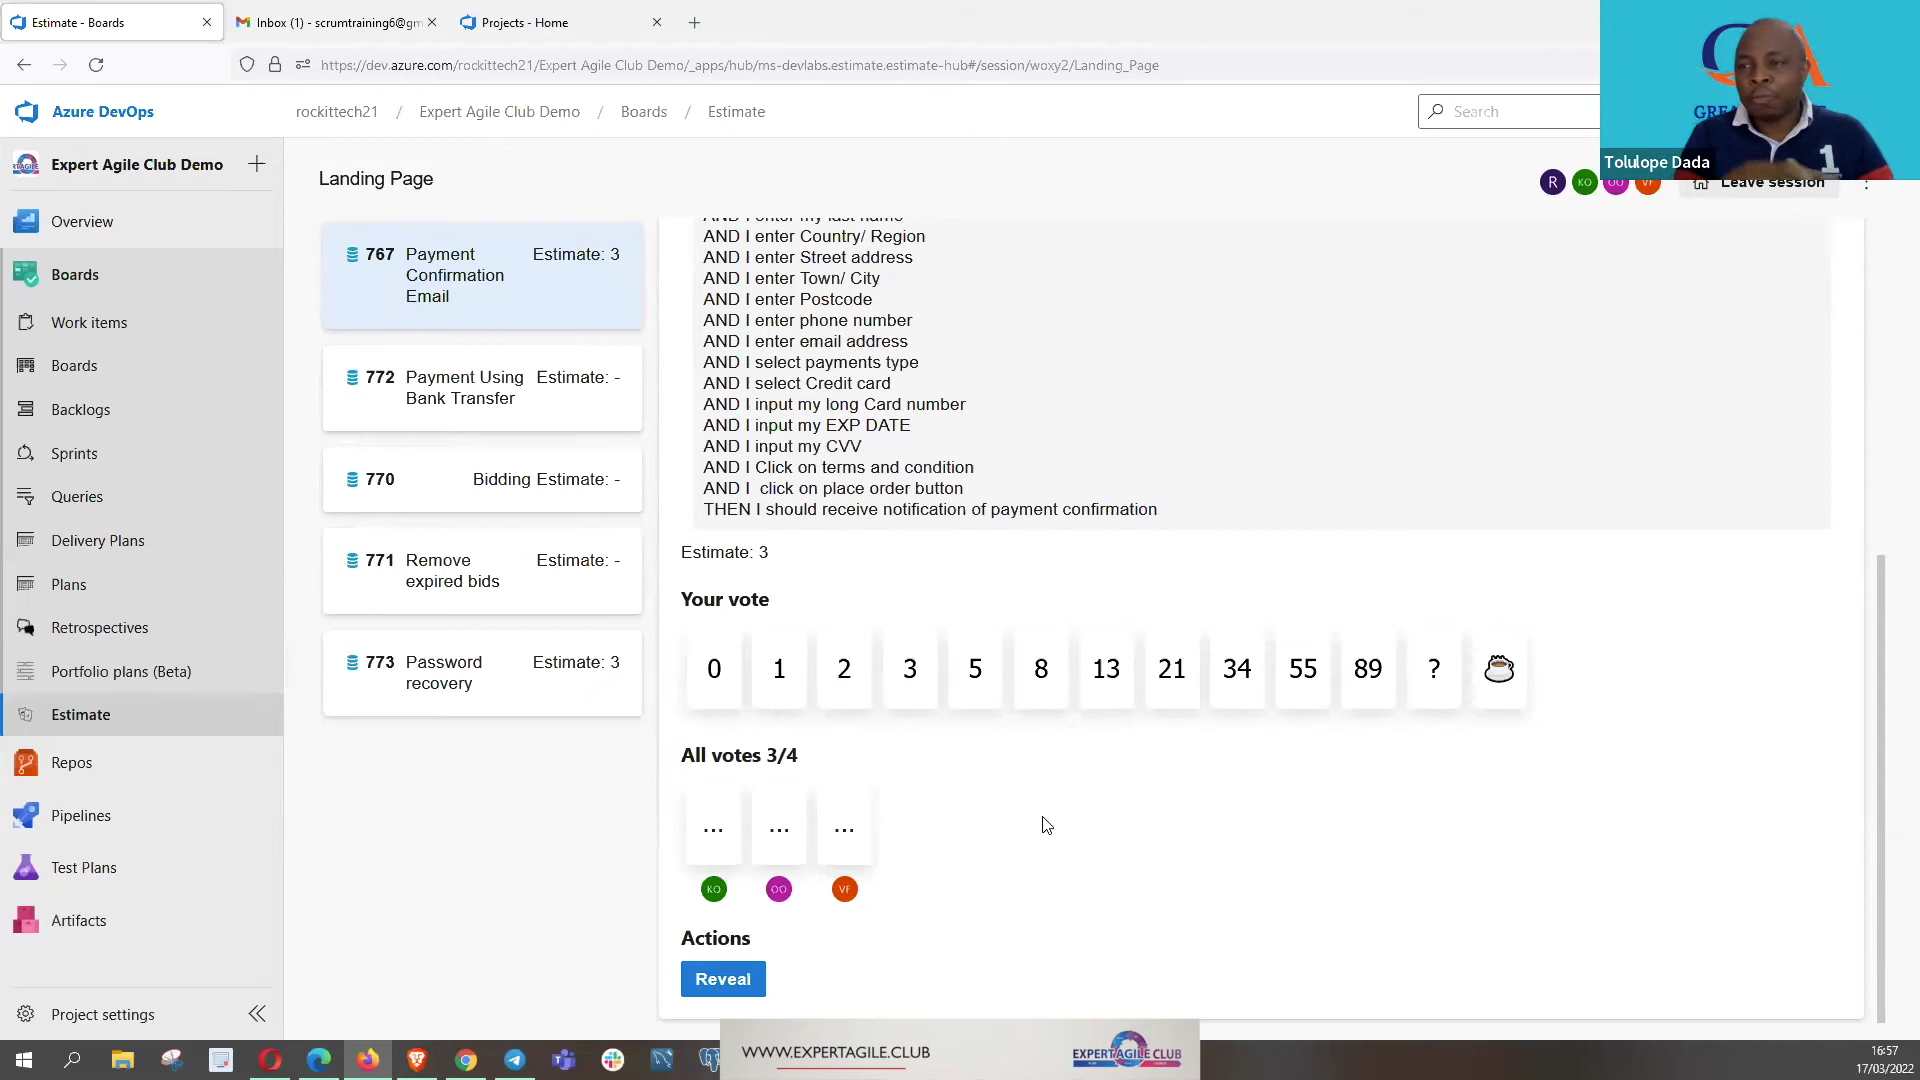 Estimate - Boards
Inbox (1) - scrumtraining6@gm
Projects - Home
https://dev.azure.com/rockittech21/Expert Agile Club Demo/_apps/hub/ms-devlabs.estimate.estimate-hub#/session/woxy2/Landing_Page
Azure DevOps
rockittech21 / Expert Agile Club Demo / Boards / Estimate
Search
Tolulope Dada
1
Expert Agile Club Demo
Overview
Boards
Work items
Boards
Backlogs
Sprints
Queries
Delivery Plans
Plans
Retrospectives
Portfolio plans (Beta)
Estimate
Repos
Pipelines
Test Plans
Artifacts
Project settings
Landing Page
R KO OO VF
Leave session
767 Payment Estimate: 3
Confirmation
Email
772 Payment Using Estimate: -
Bank Transfer
770 Bidding Estimate: -
771 Remove Estimate: -
expired bids
773 Password Estimate: 3
recovery
AND I enter my last name
AND I enter Country/ Region
AND I enter Street address
AND I enter Town/ City
AND I enter Postcode
AND I enter phone number
AND I enter email address
AND I select payments type
AND I select Credit card
AND I input my long Card number
AND I input my EXP DATE
AND I input my CVV
AND I Click on terms and condition
AND I  click on place order button
THEN I should receive notification of payment confirmation
Estimate: 3
Your vote
0 1 2 3 5 8 13 21 34 55 89 ?
All votes 3/4
... ... ...
KO OO VF
Actions
Reveal
WWW.EXPERTAGILE.CLUB
EXPERTAGILE CLUB
16:57
17/03/2022